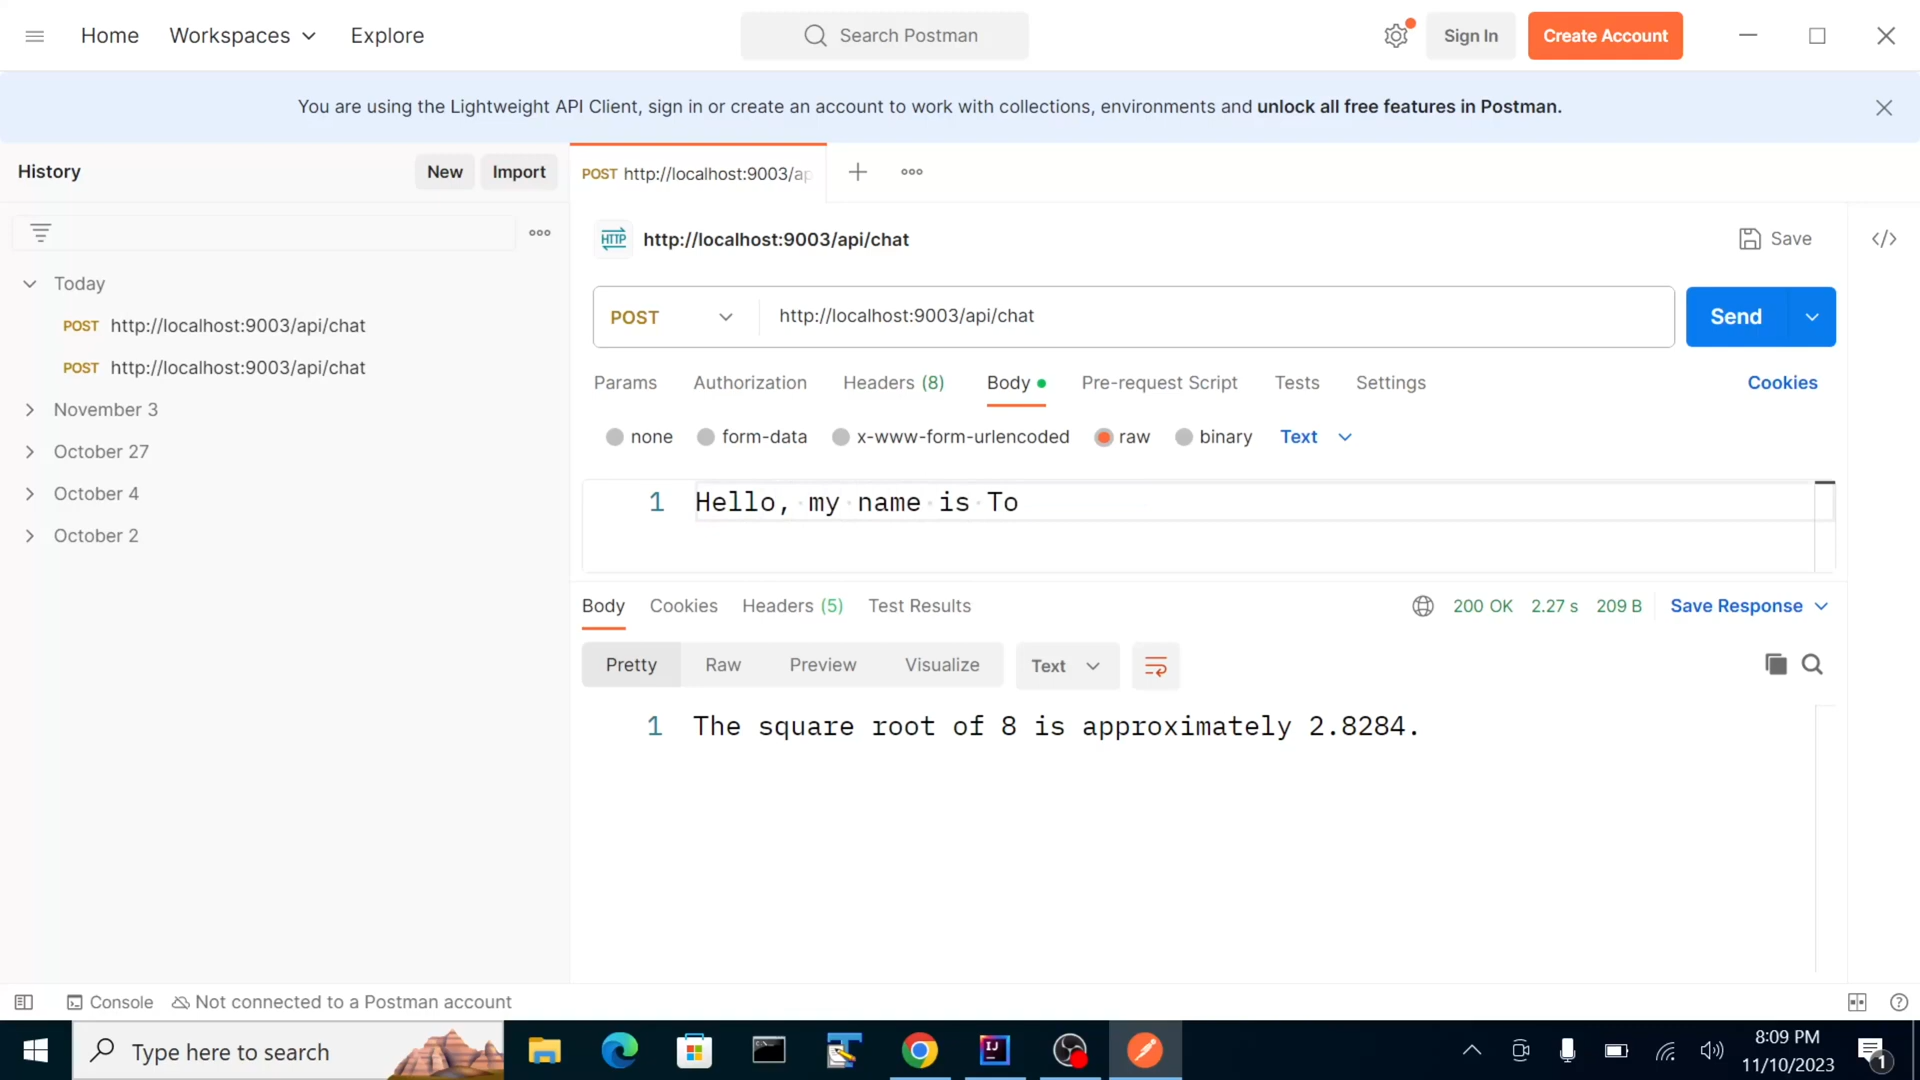 Home Workspaces Explore Search Postman Sign In Create Account
You are using the Lightweight API Client, sign in or create an account to work with collections, environments and unlock all free features in Postman.
History New Import POST http://localhost:9003/ap
HTTP http://localhost:9003/api/chat Save </>
Today
POST http://localhost:9003/api/chat
POST http://localhost:9003/api/chat
November 3
October 27
October 4
October 2
POST http://localhost:9003/api/chat Send
Params Authorization Headers (8) Body Pre-request Script Tests Settings Cookies
none form-data x-www-form-urlencoded raw binary Text
1 Hello, my name is To
Body Cookies Headers (5) Test Results 200 OK 2.27 s 209 B Save Response
Pretty Raw Preview Visualize Text
1 The square root of 8 is approximately 2.8284.
Console Not connected to a Postman account
Type here to search
IJ
8:09 PM
11/10/2023
1